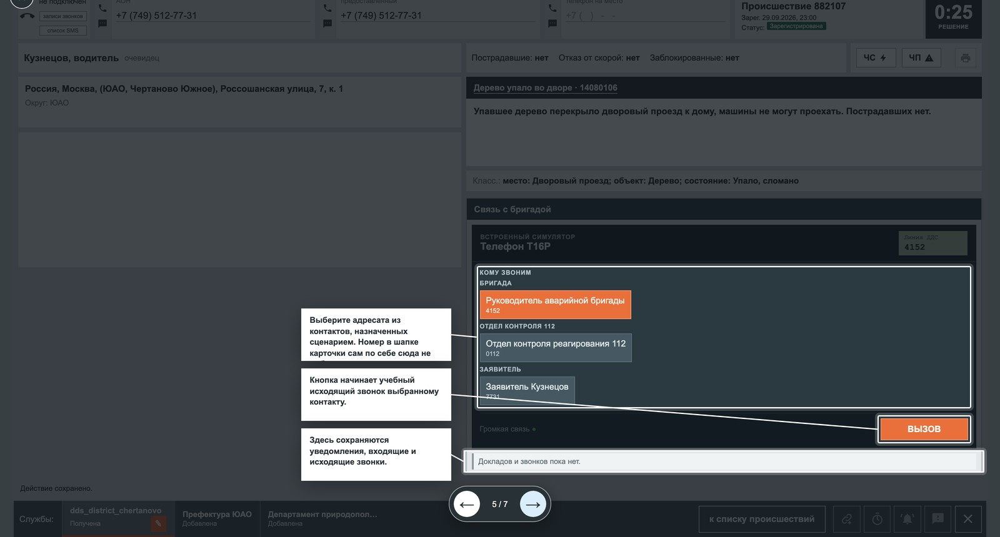 не подключен
записи звонков
список SMS
АОН
+7 (749) 512-77-31
предоставленный
+7 (749) 512-77-31
телефон на место
+7 ( ) - -
Происшествие 882107
Зарег. 29.09.2026, 23:00
Статус: Зарегистрирована
0:25
РЕШЕНИЕ
Кузнецов, водитель очевидец
Пострадавшие: нет Отказ от скорой: нет Заблокированные: нет
ЧС
ЧП
Россия, Москва, (ЮАО, Чертаново Южное), Россошанская улица, 7, к. 1
Округ: ЮАО
Дерево упало во дворе · 14080106
Упавшее дерево перекрыло дворовый проезд к дому, машины не могут проехать. Пострадавших нет.
Класс.: место: Дворовый проезд; объект: Дерево; состояние: Упало, сломано
Связь с бригадой
ВСТРОЕННЫЙ СИМУЛЯТОР
Телефон Т16Р
Линия ДДС
4152
КОМУ ЗВОНИМ
БРИГАДА
Руководитель аварийной бригады
4152
ОТДЕЛ КОНТРОЛЯ 112
Отдел контроля реагирования 112
0112
ЗАЯВИТЕЛЬ
Заявитель Кузнецов
7731
Громкая связь
ВЫЗОВ
Докладов и звонков пока нет.
Выберите адресата из
контактов, назначенных
сценарием. Номер в шапке
карточки сам по себе сюда не
Кнопка начинает учебный
исходящий звонок выбранному
контакту.
Здесь сохраняются
уведомления, входящие и
исходящие звонки.
Действие сохранено.
← 5 / 7 →
Службы:
dds_district_chertanovo
Получена
Префектура ЮАО
Добавлена
Департамент природопол...
Добавлена
к списку происшествий